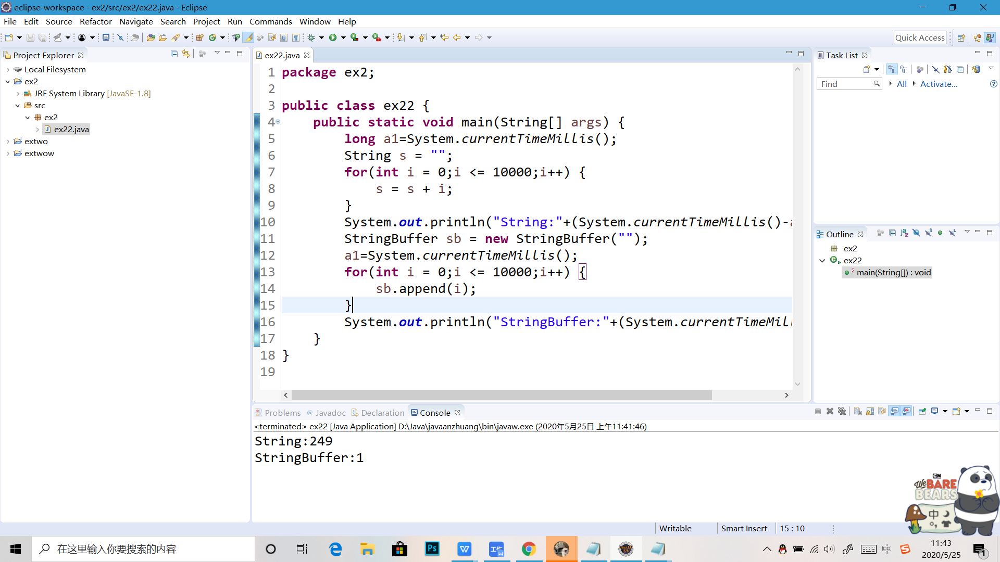 eclipse-workspace - ex2/src/ex2/ex22.java - Eclipse
File Edit Source Refactor Navigate Search Project Run Commands Window Help
Quick Access
Project Explorer
Local Filesystem
ex2
JRE System Library [JavaSE-1.8]
src
ex2
ex22.java
extwo
extwow
ex22.java
1 package ex2;
2
3 public class ex22 {
4 public static void main(String[] args) {
5 long a1=System.currentTimeMillis();
6 String s = "";
7 for(int i = 0;i <= 10000;i++) {
8 s = s + i;
9 }
10 System.out.println("String:"+(System.currentTimeMillis()-a
11 StringBuffer sb = new StringBuffer("");
12 a1=System.currentTimeMillis();
13 for(int i = 0;i <= 10000;i++) {
14 sb.append(i);
15 }
16 System.out.println("StringBuffer:"+(System.currentTimeMill
17 }
18 }
19
Task List
Find All Activate...
Outline
ex2
ex22
main(String[]) : void
Problems Javadoc Declaration Console
<terminated> ex22 [Java Application] D:\Java\javaanzhuang\bin\javaw.exe (2020年5月25日 上午11:41:46)
String:249
StringBuffer:1
CN
We BARE
BEARS
中
Writable Smart Insert 15 : 10
在这里输入你要搜索的内容
Ps
中
11:43
2020/5/25
1